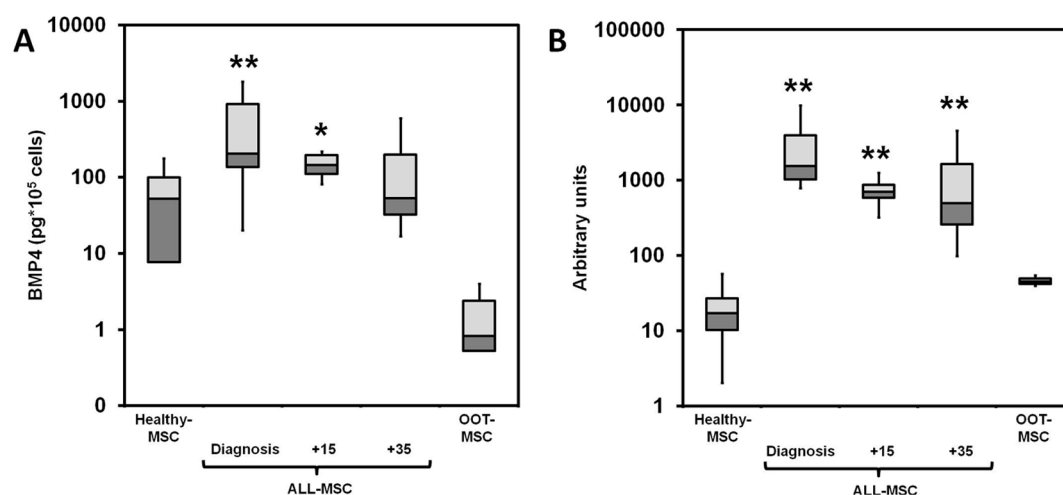 A
10000
**
1000
*
100
10
1
0
BMP4 (pg*10⁵ cells)
Healthy-
MSC
Diagnosis
+15
+35
OOT-
MSC
ALL-MSC
B
100000
10000
**
**
**
1000
100
10
1
Arbitrary units
Healthy-
MSC
Diagnosis
+15
+35
OOT-
MSC
ALL-MSC